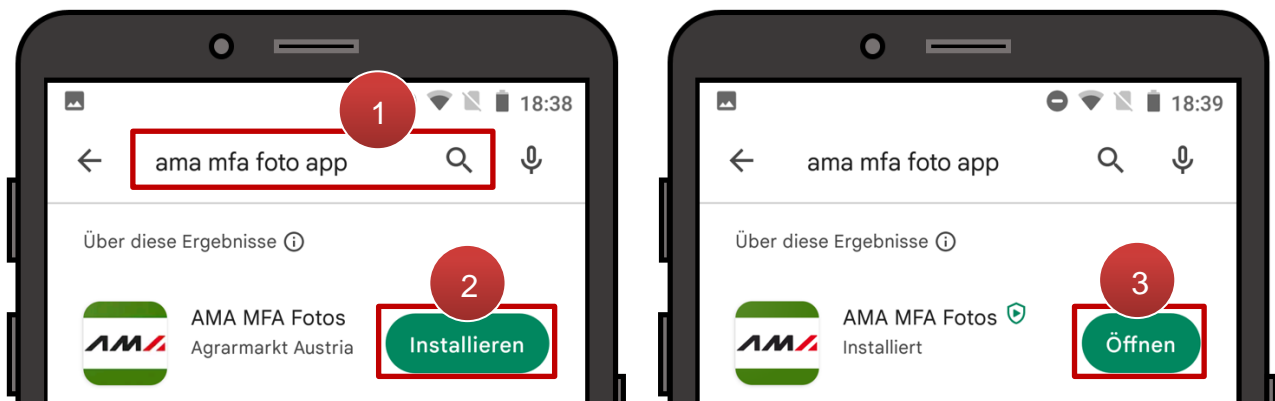 1
18:38
ama mfa foto app
Über diese Ergebnisse
2
AMA MFA Fotos
AMA
Agrarmarkt Austria
Installieren
18:39
ama mfa foto app
Über diese Ergebnisse
3
AMA MFA Fotos
AMA
Installiert
Öffnen